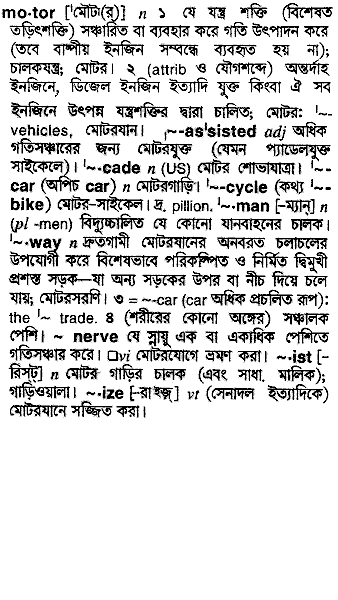 mo·tor [ˈমৌটা(র্)] n ১ যে যন্ত্র শক্তি (বিশেষত
তড়িৎশক্তি) সঞ্চারিত বা ব্যবহার করে গতি উৎপাদন করে
(তবে বাষ্পীয় ইনজিন সম্বন্ধে ব্যবহৃত হয় না);
চালকযন্ত্র; মোটর। ২ (attrib ও যৌগশব্দে) অন্তর্দাহ
ইনজিনে, ডিজেল ইনজিন ইত্যাদি যুক্ত কিংবা ঐ সব
ইনজিনে উৎপন্ন যন্ত্রশক্তির দ্বারা চালিত; মোটর: ˈ~
vehicles, মোটরযান। ˌ~-asˈsisted adj অধিক
গতিসঞ্চারের জন্য মোটরযুক্ত (যেমন প্যাডেলযুক্ত
সাইকেলে)। ˈ~·cade n (US) মোটর শোভাযাত্রা। ˈ~·
car (অপিচ car) n মোটরগাড়ি। ˈ~·cycle (কথ্য ˈ~·
bike) মোটর-সাইকেল। দ্র. pillion. ˈ~·man [–ম্যান্] n
(pl -men) বিদ্যুচ্চালিত যে কোনো যানবাহনের চালক।
ˈ~·way n দ্রুতগামী মোটরযানের অনবরত চলাচলের
উপযোগী করে বিশেষভাবে পরিকল্পিত ও নির্মিত দ্বিমুখী
প্রশস্ত সড়ক—যা অন্য সড়কের উপর বা নীচ দিয়ে চলে
যায়; মোটরসরণি। ৩ = ~-car (car অধিক প্রচলিত রূপ):
the ˈ~ trade. ৪ (শরীরের কোনো অঙ্গের) সঞ্চালক
পেশি। ~ nerve যে স্নায়ু এক বা একাধিক পেশিতে
গতিসঞ্চার করে। □vi মোটরযোগে ভ্রমণ করা। ~·ist [–
রিস্ট্] n মোটর গাড়ির চালক (এবং সাধা. মালিক);
গাড়িওয়ালা। ~·ize [–রাইজ্] vt (সেনাদল ইত্যাদিকে)
মোটরযানে সজ্জিত করা।